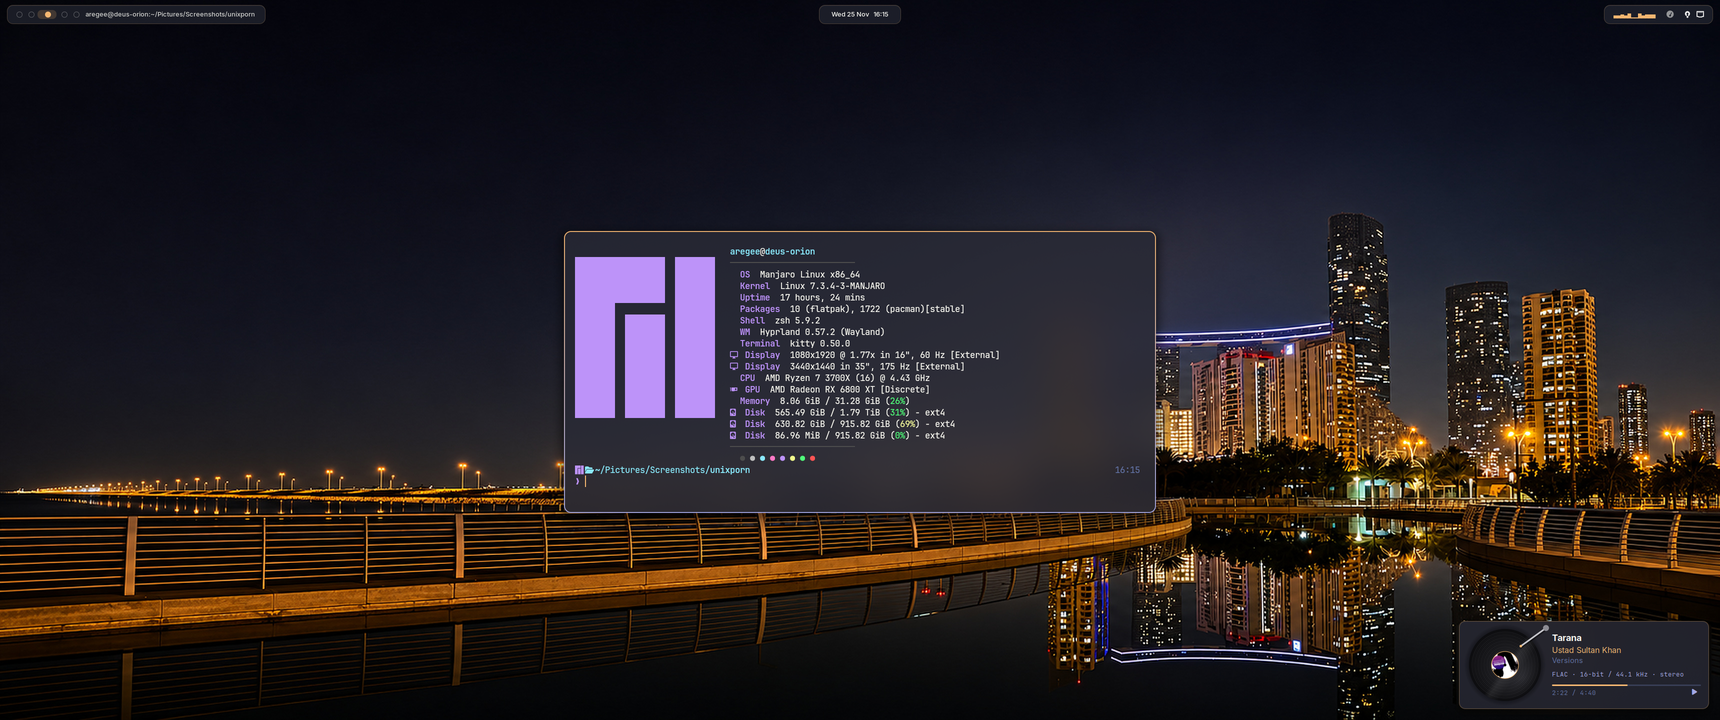 aregee@deus-orion:~/Pictures/Screenshots/unixporn
Wed 25 Nov 16:15
aregee@deus-orion
OS Manjaro Linux x86_64
Kernel Linux 7.3.4-3-MANJARO
Uptime 17 hours, 24 mins
Packages 10 (flatpak), 1722 (pacman)[stable]
Shell zsh 5.9.2
WM Hyprland 0.57.2 (Wayland)
Terminal kitty 0.50.0
Display 1080x1920 @ 1.77x in 16", 60 Hz [External]
Display 3440x1440 in 35", 175 Hz [External]
CPU AMD Ryzen 7 3700X (16) @ 4.43 GHz
GPU AMD Radeon RX 6800 XT [Discrete]
Memory 8.06 GiB / 31.28 GiB (26%)
Disk 565.49 GiB / 1.79 TiB (31%) - ext4
Disk 630.82 GiB / 915.82 GiB (69%) - ext4
Disk 86.96 MiB / 915.82 GiB (0%) - ext4
~/Pictures/Screenshots/unixporn 16:15
❯
Tarana
Ustad Sultan Khan
Versions
FLAC · 16-bit / 44.1 kHz · stereo
2:22 / 4:40